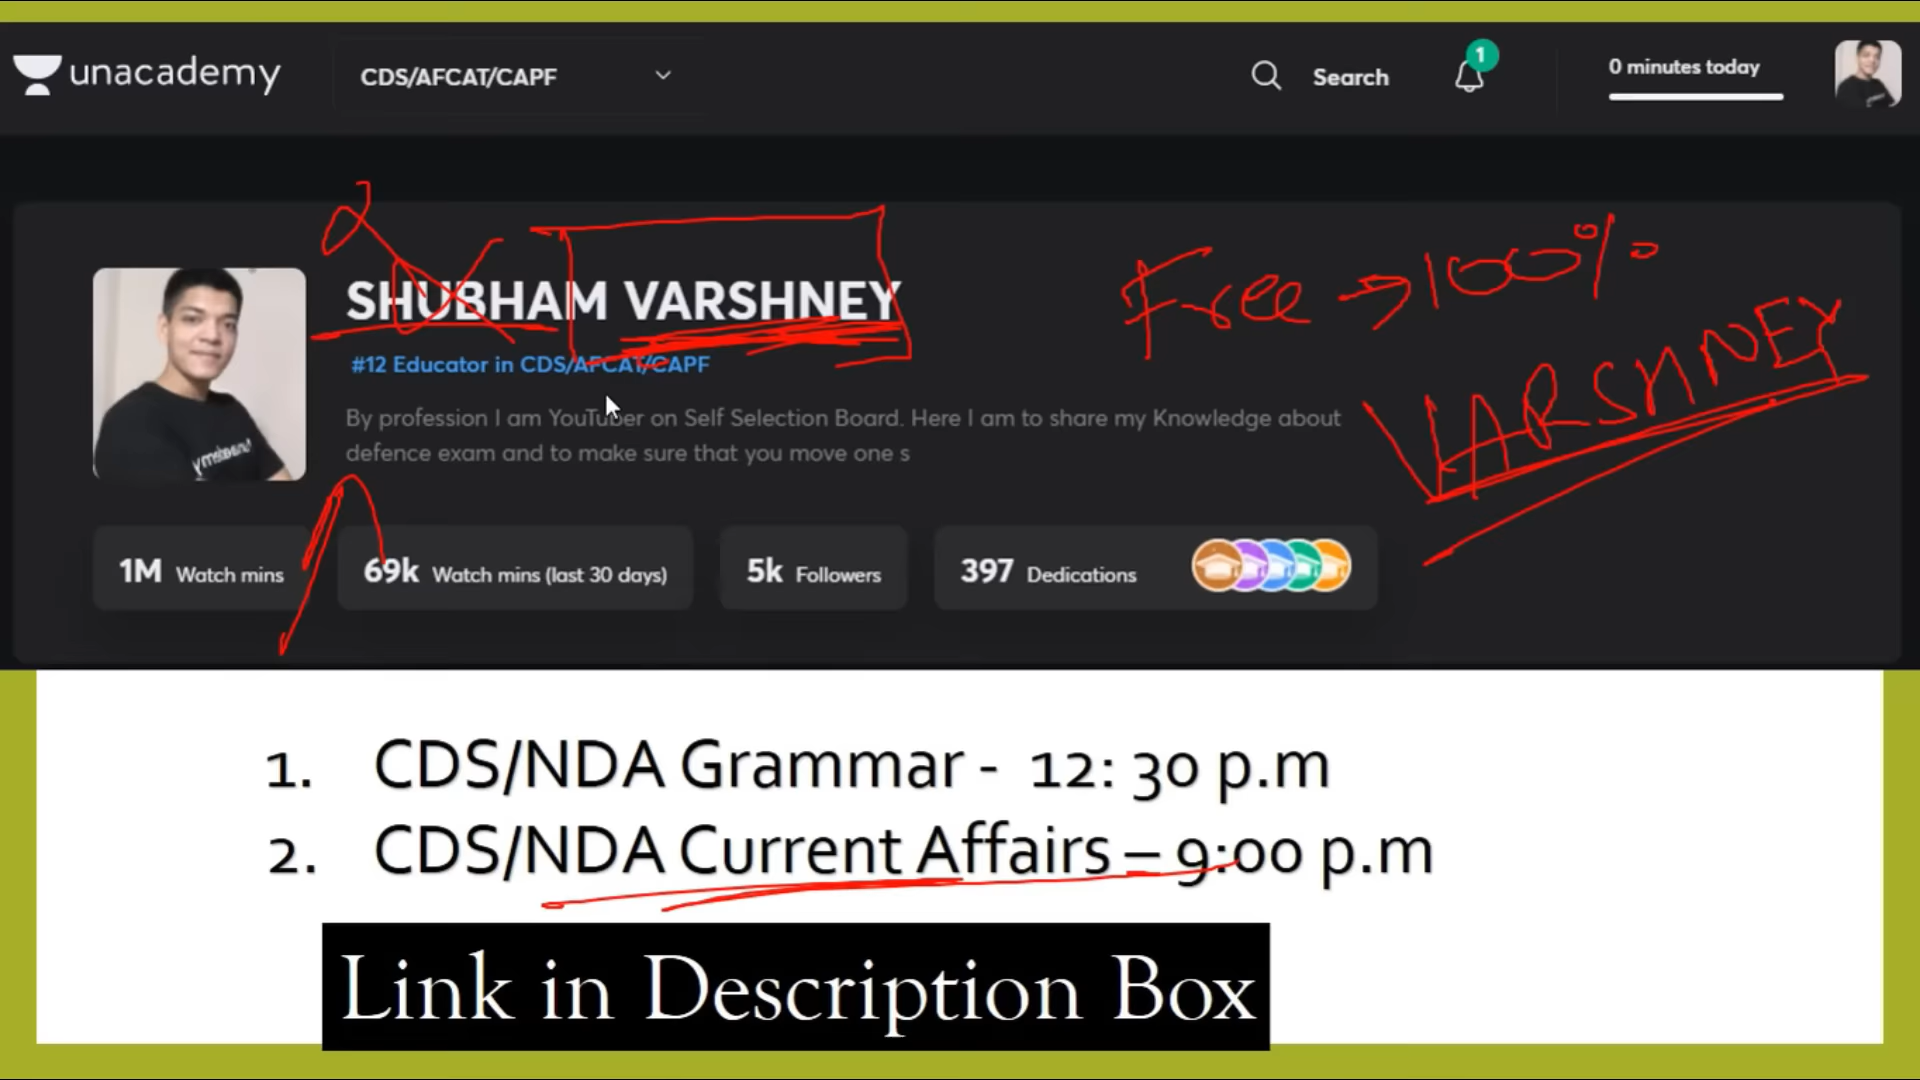 unacademy
CDS/AFCAT/CAPF
Search
1
0 minutes today
SHUBHAM VARSHNEY
#12 Educator in CDS/AFCAT/CAPF
By profession I am YouTuber on Self Selection Board. Here I am to share my Knowledge about
defence exam and to make sure that you move one s
Free → 100%
VARSHNEY
1M Watch mins
69k Watch mins (last 30 days)
5k Followers
397 Dedications
1. CDS/NDA Grammar - 12: 30 p.m
2. CDS/NDA Current Affairs – 9:00 p.m
Link in Description Box